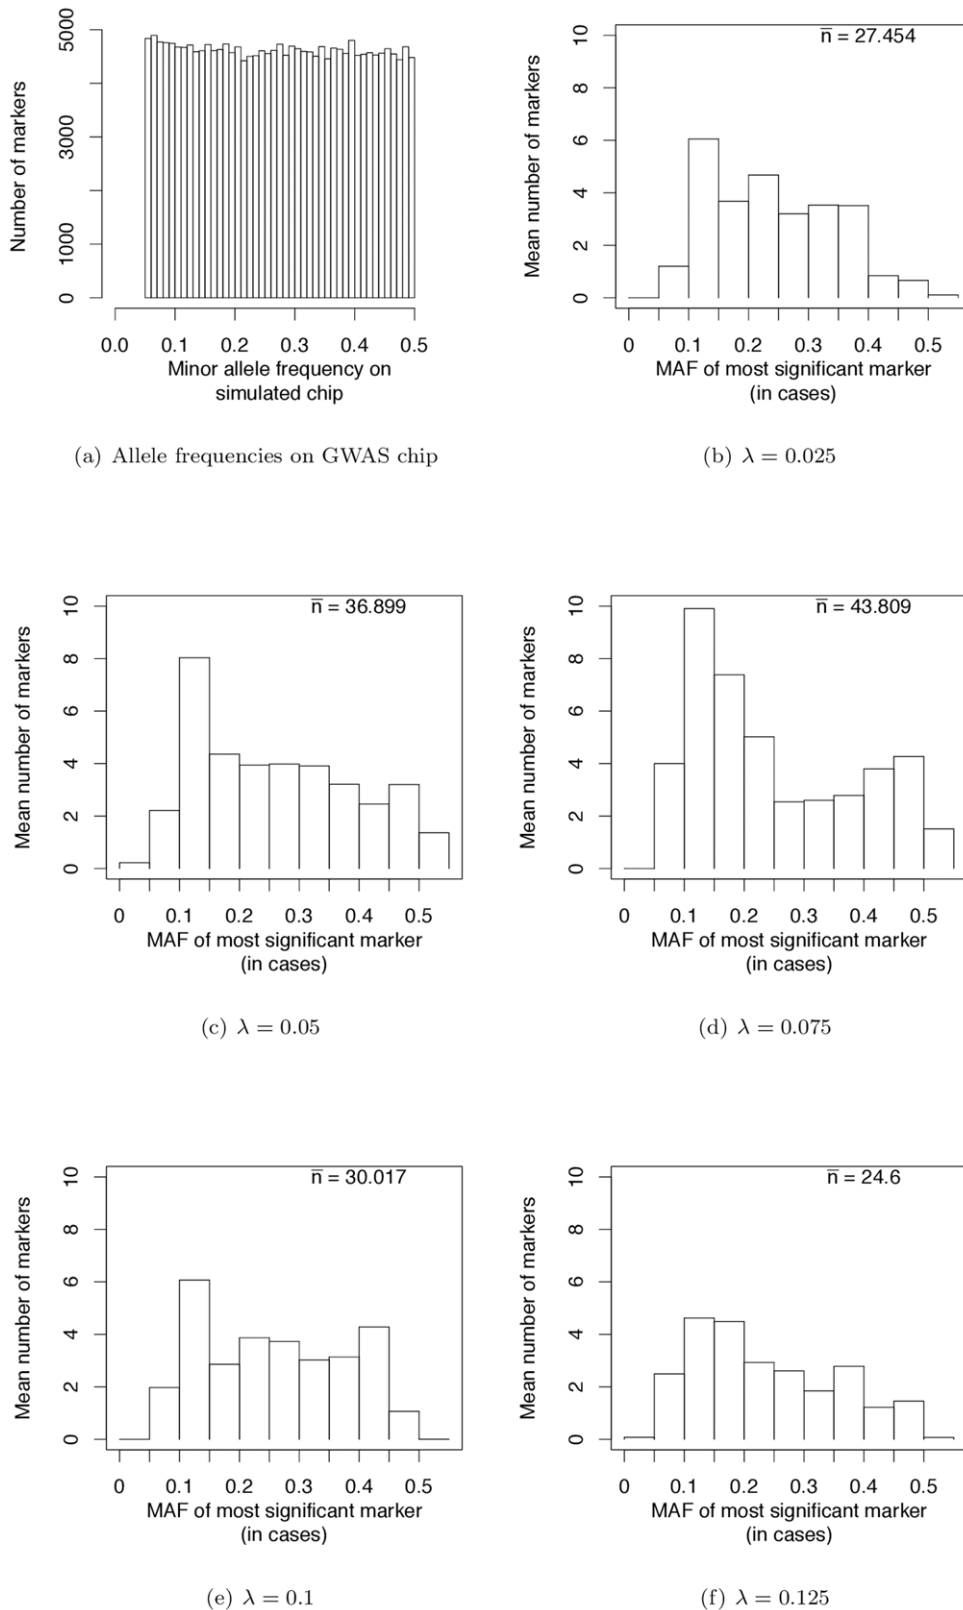 Number of markers
0 1000 3000 5000
0.0 0.1 0.2 0.3 0.4 0.5
Minor allele frequency on
simulated chip
(a) Allele frequencies on GWAS chip
n̅ = 27.454
Mean number of markers
0 2 4 6 8 10
0 0.1 0.2 0.3 0.4 0.5
MAF of most significant marker
(in cases)
(b) λ = 0.025
n̅ = 36.899
Mean number of markers
0 2 4 6 8 10
0 0.1 0.2 0.3 0.4 0.5
MAF of most significant marker
(in cases)
(c) λ = 0.05
n̅ = 43.809
Mean number of markers
0 2 4 6 8 10
0 0.1 0.2 0.3 0.4 0.5
MAF of most significant marker
(in cases)
(d) λ = 0.075
n̅ = 30.017
Mean number of markers
0 2 4 6 8 10
0 0.1 0.2 0.3 0.4 0.5
MAF of most significant marker
(in cases)
(e) λ = 0.1
n̅ = 24.6
Mean number of markers
0 2 4 6 8 10
0 0.1 0.2 0.3 0.4 0.5
MAF of most significant marker
(in cases)
(f) λ = 0.125